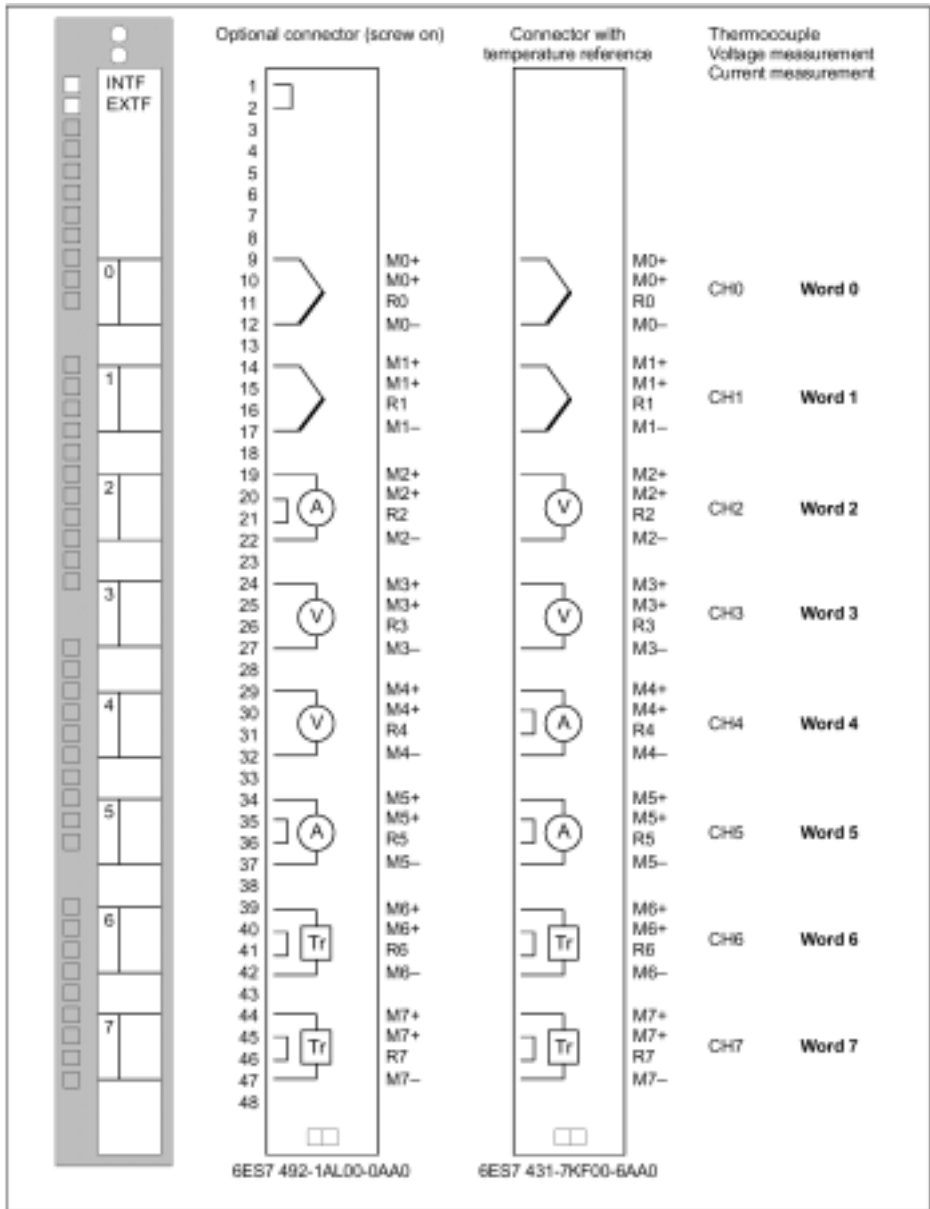 Optional connector (screw on) Connector with temperature reference Thermocouple
Voltage measurement
Current measurement
INTF
EXTF
1
2
3
4
5
6
7
8
0 9 M0+ M0+
10 M0+ M0+
11 R0 R0 CH0 Word 0
12 M0– M0–
13
1 14 M1+ M1+
15 M1+ M1+
16 R1 R1 CH1 Word 1
17 M1– M1–
18
2 19 M2+ M2+
20 A M2+ V M2+
21 R2 R2 CH2 Word 2
22 M2– M2–
23
3 24 M3+ M3+
25 V M3+ V M3+
26 R3 R3 CH3 Word 3
27 M3– M3–
28
4 29 M4+ M4+
30 V M4+ A M4+
31 R4 R4 CH4 Word 4
32 M4– M4–
33
5 34 M5+ M5+
35 A M5+ A M5+
36 R5 R5 CH5 Word 5
37 M5– M5–
38
6 39 M6+ M6+
40 M6+ M6+
41 Tr R6 Tr R6 CH6 Word 6
42 M6– M6–
43
7 44 M7+ M7+
45 M7+ M7+
46 Tr R7 Tr R7 CH7 Word 7
47 M7– M7–
48
6ES7 492-1AL00-0AA0 6ES7 431-7KF00-6AA0